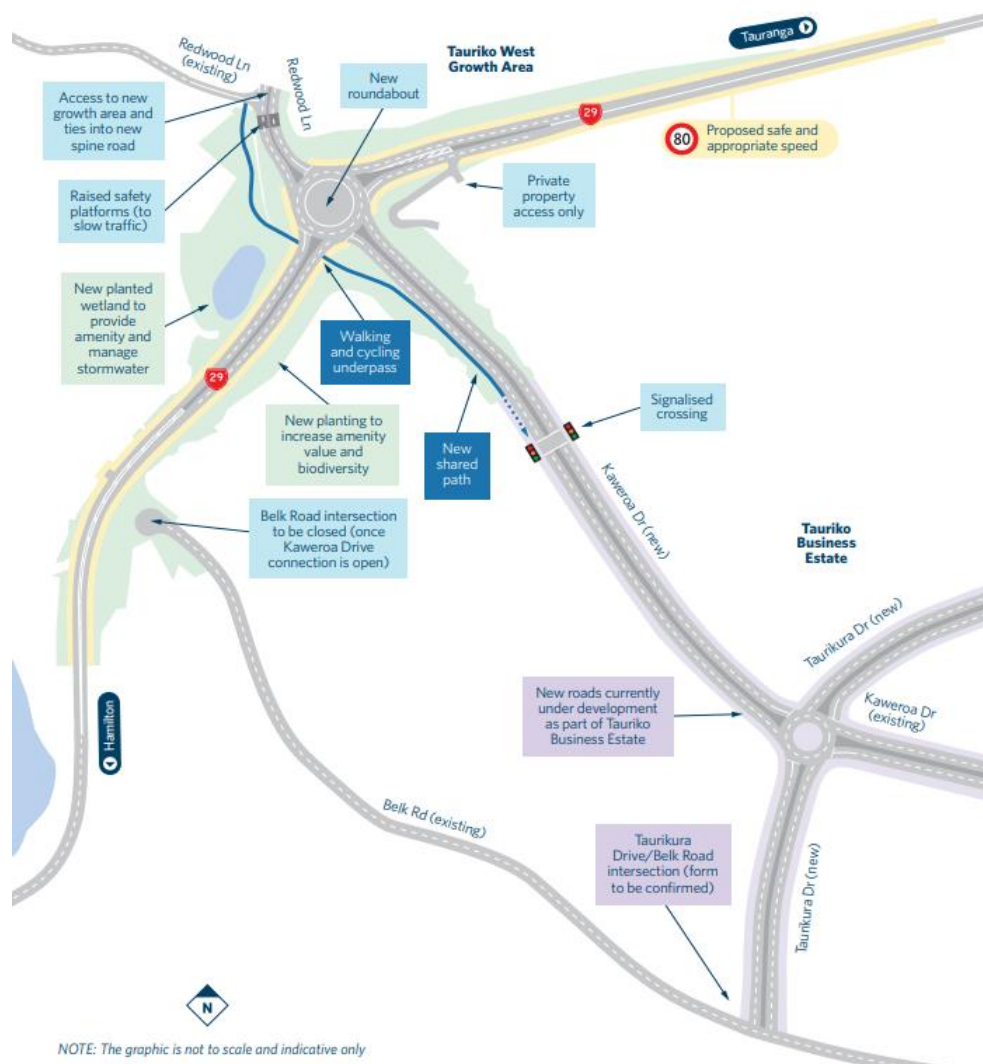 Redwood Ln
(existing)
Redwood Ln
Tauriko West
Growth Area
Tauranga
New
roundabout
Access to new
growth area and
ties into new
spine road
29
80
Proposed safe and
appropriate speed
Raised safety
platforms (to
slow traffic)
Private
property
access only
New planted
wetland to
provide
amenity and
manage
stormwater
Walking
and cycling
underpass
29
New planting to
increase amenity
value and
biodiversity
New
shared
path
Signalised
crossing
Kaweroa Dr (new)
Belk Road intersection
to be closed (once
Kaweroa Drive
connection is open)
Tauriko
Business
Estate
Taurikura Dr (new)
Hamilton
New roads currently
under development
as part of Tauriko
Business Estate
Kaweroa Dr
(existing)
Belk Rd (existing)
Taurikura
Drive/Belk Road
intersection (form
to be confirmed)
Taurikura Dr (new)
N
NOTE: The graphic is not to scale and indicative only